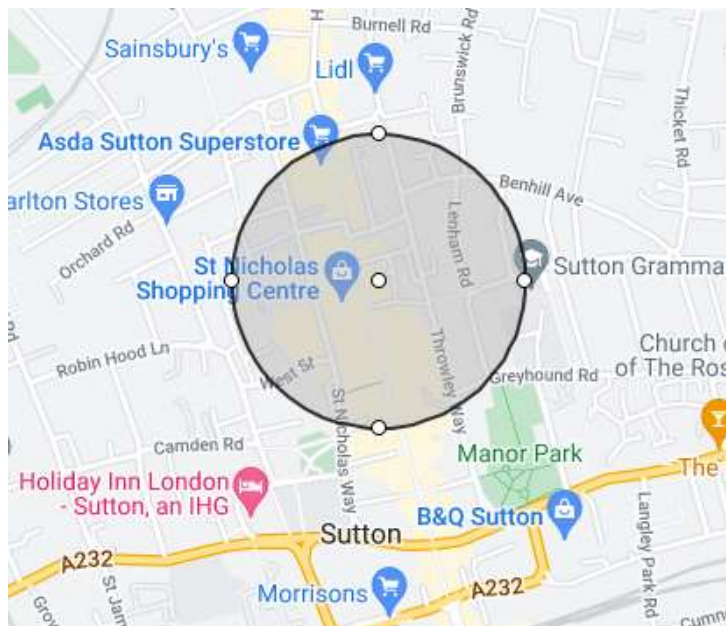 Burnell Rd
H
Sainsbury's
Lidl
Brunswick Rd
Thicket Rd
Asda Sutton Superstore
arlton Stores
Benhill Ave
Lenham Rd
Orchard Rd
St Nicholas
Shopping Centre
Sutton Gramma
Rd
Robin Hood Ln
West St
Throwley Way
Church o
of The Ros
Greyhound Rd
St Nicholas Way
Camden Rd
Manor Park
Holiday Inn London
- Sutton, an IHG
The
B&Q Sutton
Sutton
Langley Park Rd
A232
St Jam
Morrisons
A232
Grov
Cumn